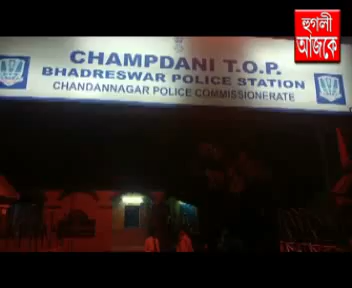 হুগলী
আজকে
CHAMPDANI T.O.P.
BHADRESWAR POLICE STATION
CHANDANNAGAR POLICE COMMISSIONERATE